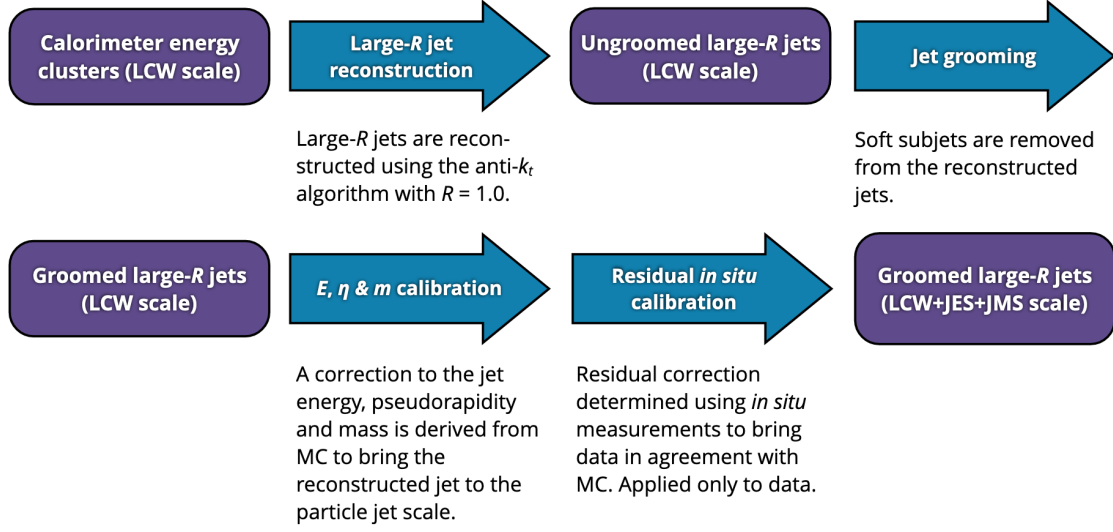 Calorimeter energy
clusters (LCW scale)
Large-R jet
reconstruction
Ungroomed large-R jets
(LCW scale)
Jet grooming
Large-R jets are recon-
structed using the anti-kt
algorithm with R = 1.0.
Soft subjets are removed
from the reconstructed
jets.
Groomed large-R jets
(LCW scale)
E, η & m calibration
Residual in situ
calibration
Groomed large-R jets
(LCW+JES+JMS scale)
A correction to the jet
energy, pseudorapidity
and mass is derived from
MC to bring the
reconstructed jet to the
particle jet scale.
Residual correction
determined using in situ
measurements to bring
data in agreement with
MC. Applied only to data.